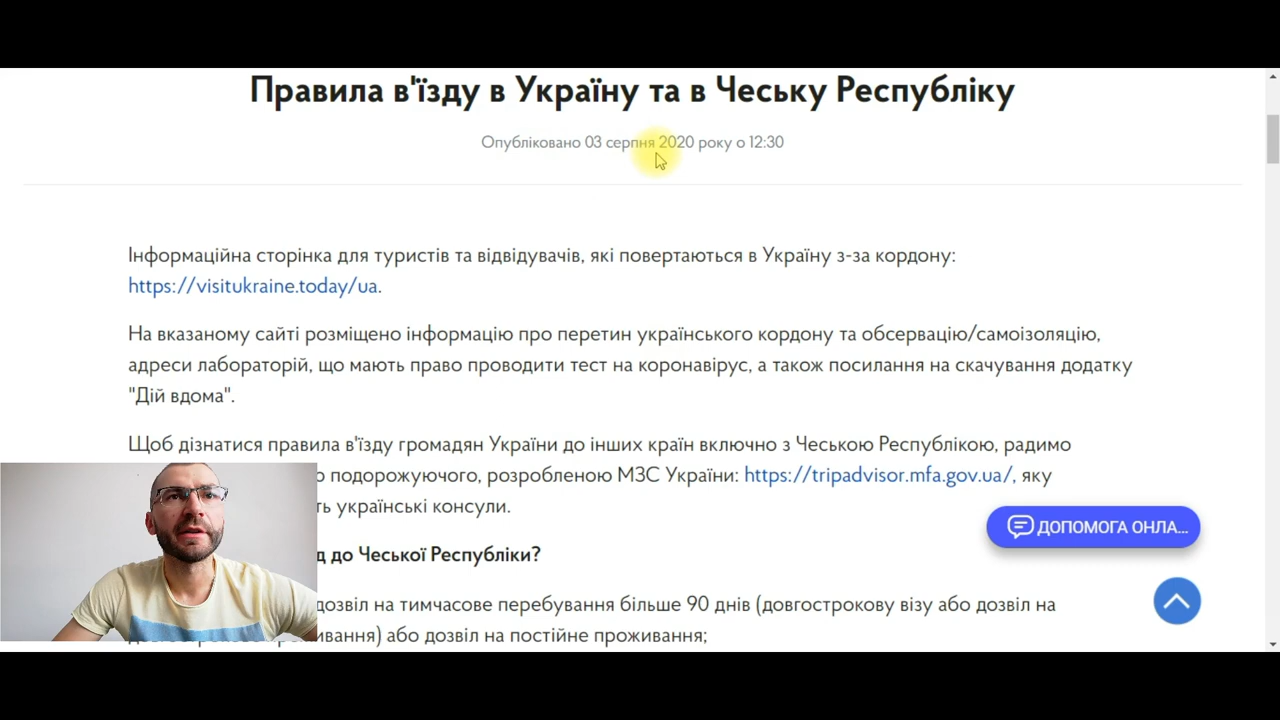 Правила в'їзду в Україну та в Чеську Республіку
Опубліковано 03 серпня 2020 року о 12:30
Інформаційна сторінка для туристів та відвідувачів, які повертаються в Україну з-за кордону:
https://visitukraine.today/ua.
На вказаному сайті розміщено інформацію про перетин українського кордону та обсервацію/самоізоляцію,
адреси лабораторій, що мають право проводити тест на коронавірус, а також посилання на скачування додатку
"Дій вдома".
Щоб дізнатися правила в'їзду громадян України до інших країн включно з Чеською Республікою, радимо
подорожуючого, розробленою МЗС України: https://tripadvisor.mfa.gov.ua/, яку
українські консули.
до Чеської Республіки?
дозвіл на тимчасове перебування більше 90 днів (довгострокову візу або дозвіл на
або дозвіл на постійне проживання;
ДОПОМОГА ОНЛА...